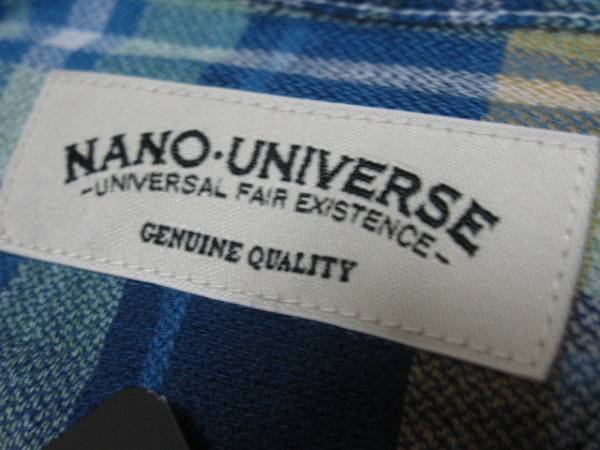 NANO·UNIVERSE
-UNIVERSAL FAIR EXISTENCE-
GENUINE QUALITY